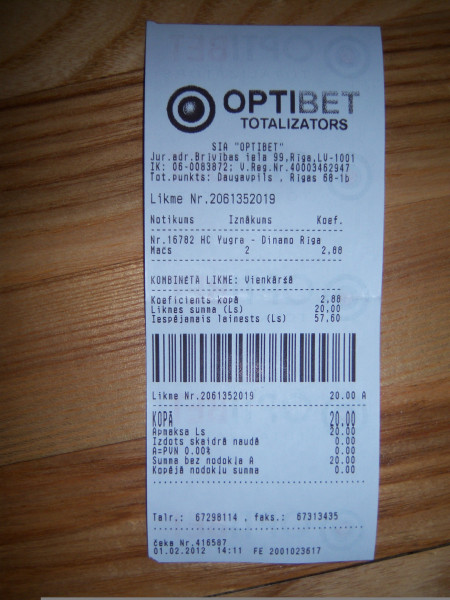 OPTIBET
TOTALIZATORS
SIA "OPTIBET"
Jur.adr.Brīvības iela 99,Rīga,LV-1001
IK: 06-0083872; V.Reg.Nr.40003462947
Tot.punkts: Daugavpils , Rīgas 68-1b
Likme Nr.2061352019
Notikums Iznākums Koef.
Nr.16782 HC Yugra - Dinamo Rīga
Mačs 2 2.88
KOMBINĒTA LIKME: Vienkāršā
Koeficients kopā 2.88
Likmes summa (Ls) 20.00
Iespējamais laimests (Ls) 57.60
Likme Nr.2061352019 20.00 A
KOPĀ 20.00
Apmaksa Ls 20.00
Izdots skaidrā naudā 0.00
A=PVN 0.00% 0.00
Summa bez nodokļa A 20.00
Kopējā nodokļu summa 0.00
Talr.: 67298114 , faks.: 67313435
čeks Nr.416587
01.02.2012 14:11 FE 2001023617